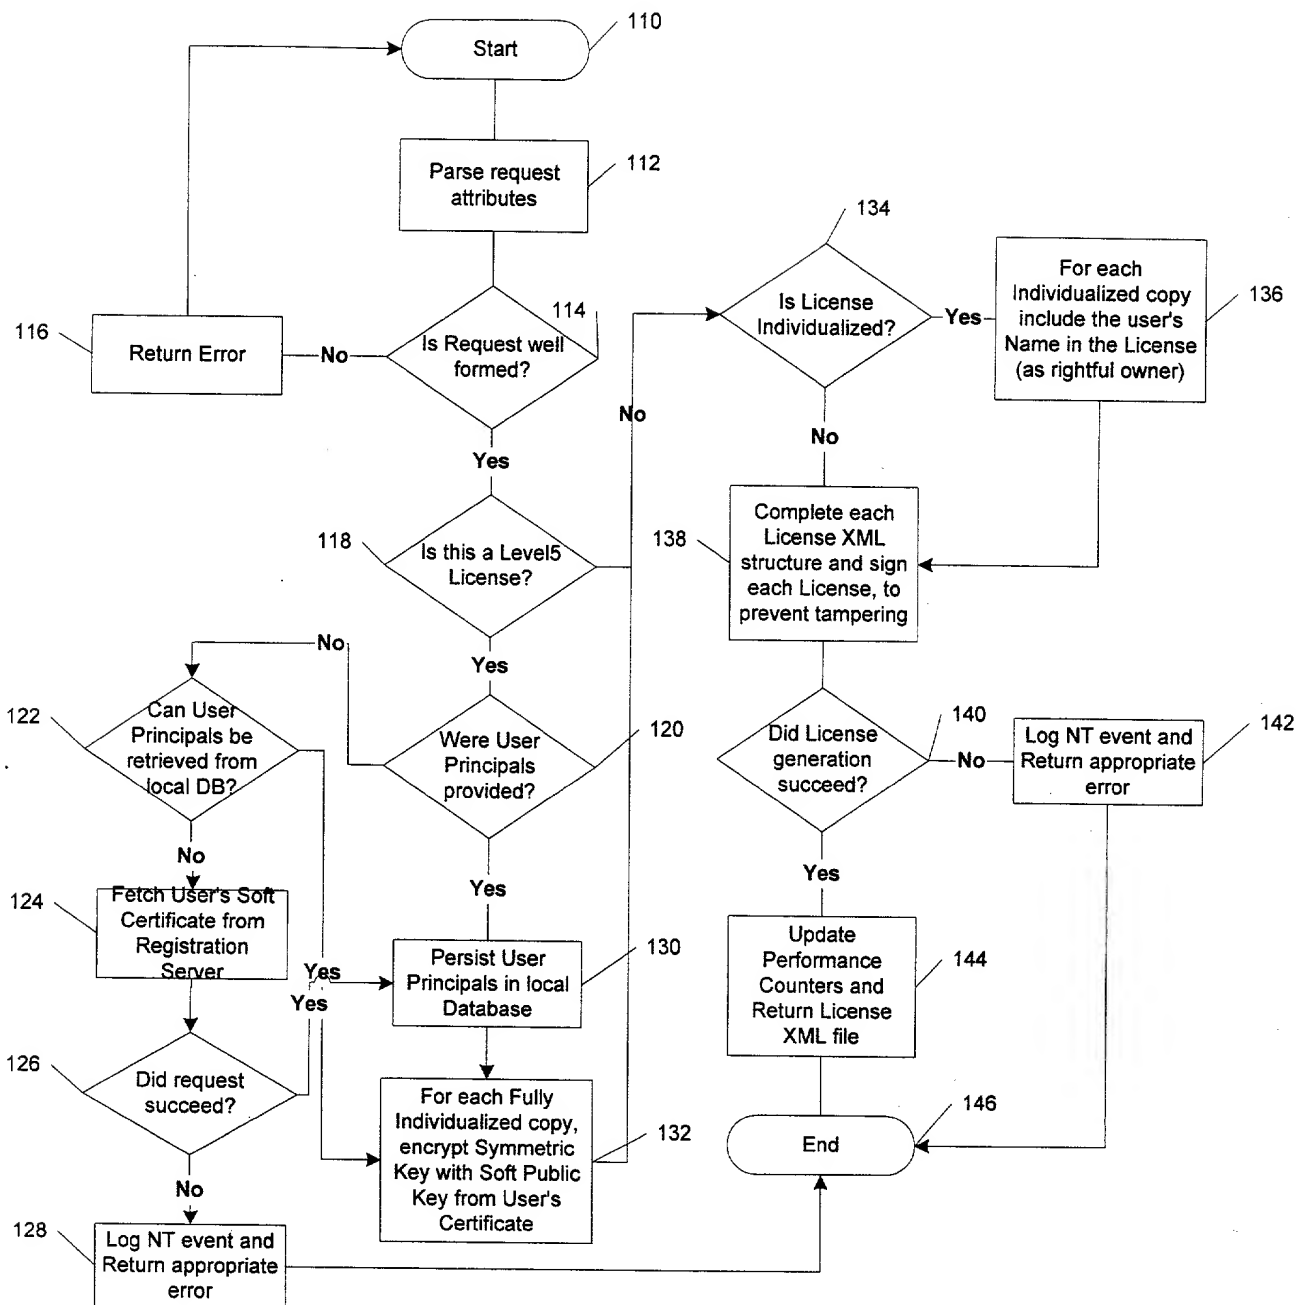 Start
110
Parse request
attributes
112
Is Request well
formed?
114
No
Return Error
116
Yes
Is this a Level5
License?
118
No
Yes
Were User
Principals
provided?
120
No
Can User
Principals be
retrieved from
local DB?
122
No
Fetch User's Soft
Certificate from
Registration
Server
124
Yes
Yes
Did request
succeed?
126
No
Log NT event and
Return appropriate
error
128
Yes
Persist User
Principals in local
Database
130
For each Fully
Individualized copy,
encrypt Symmetric
Key with Soft Public
Key from User's
Certificate
132
134
Is License
Individualized?
Yes
For each
Individualized copy
include the user's
Name in the License
(as rightful owner)
136
No
Complete each
License XML
structure and sign
each License, to
prevent tampering
138
Did License
generation
succeed?
140
No
Log NT event and
Return appropriate
error
142
Yes
Update
Performance
Counters and
Return License
XML file
144
End
146